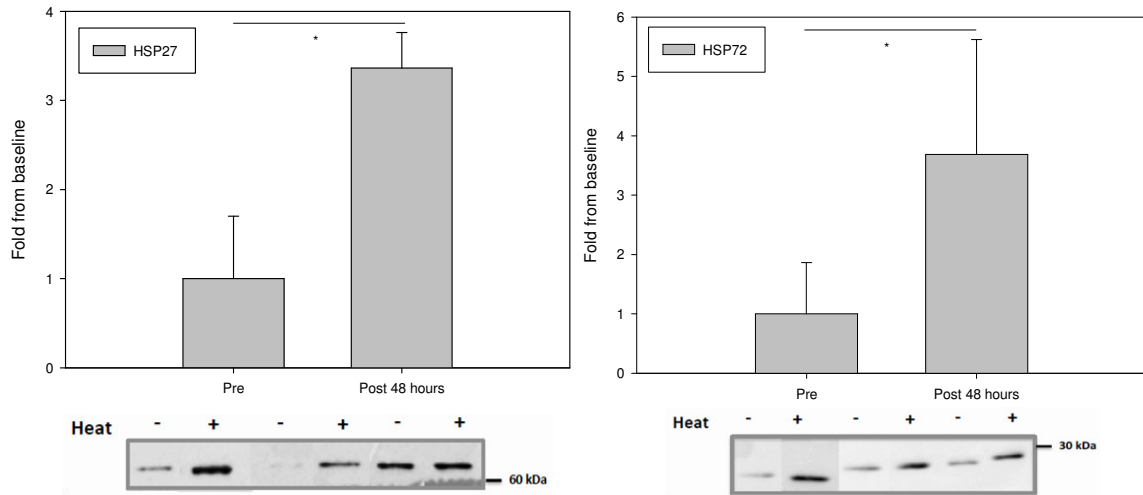 HSP27
*
Fold from baseline
4
3
2
1
0
Pre Post 48 hours
Heat - + - + - +
60 kDa
HSP72
*
Fold from baseline
6
5
4
3
2
1
0
Pre Post 48 hours
Heat - + - + - +
30 kDa